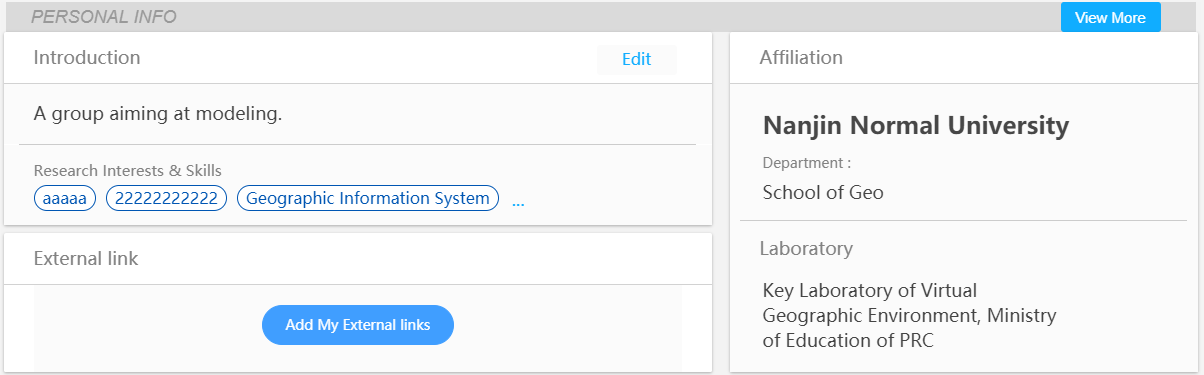 PERSONAL INFO
View More
Introduction
Edit
A group aiming at modeling.
Research Interests & Skills
aaaaa 22222222222 Geographic Information System ...
External link
Add My External links
Affiliation
Nanjin Normal University
Department :
School of Geo
Laboratory
Key Laboratory of Virtual
Geographic Environment, Ministry
of Education of PRC